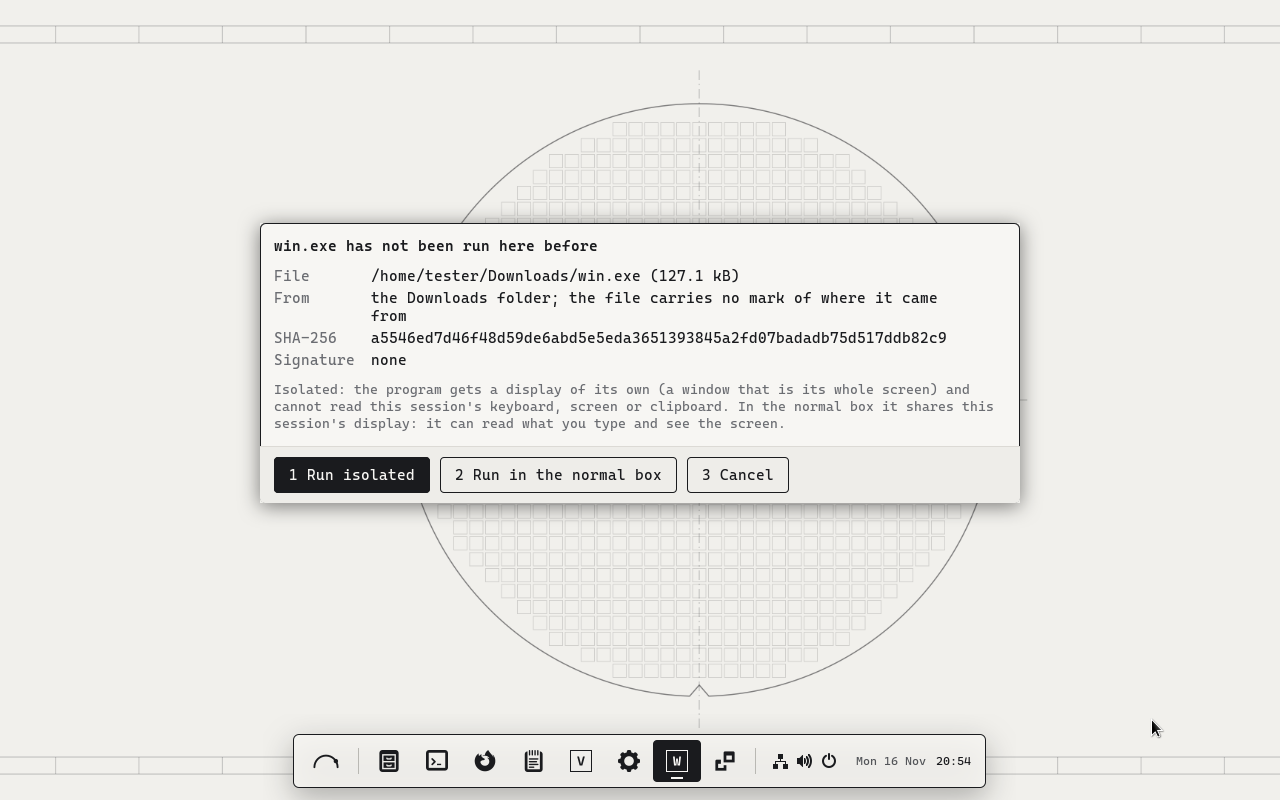 win.exe has not been run here before
File /home/tester/Downloads/win.exe (127.1 kB)
From the Downloads folder; the file carries no mark of where it came
from
SHA-256 a5546ed7d46f48d59de6abd5e5eda3651393845a2fd07badadb75d517ddb82c9
Signature none
Isolated: the program gets a display of its own (a window that is its whole screen) and
cannot read this session's keyboard, screen or clipboard. In the normal box it shares this
session's display: it can read what you type and see the screen.
1 Run isolated 2 Run in the normal box 3 Cancel
V W Mon 16 Nov 20:54